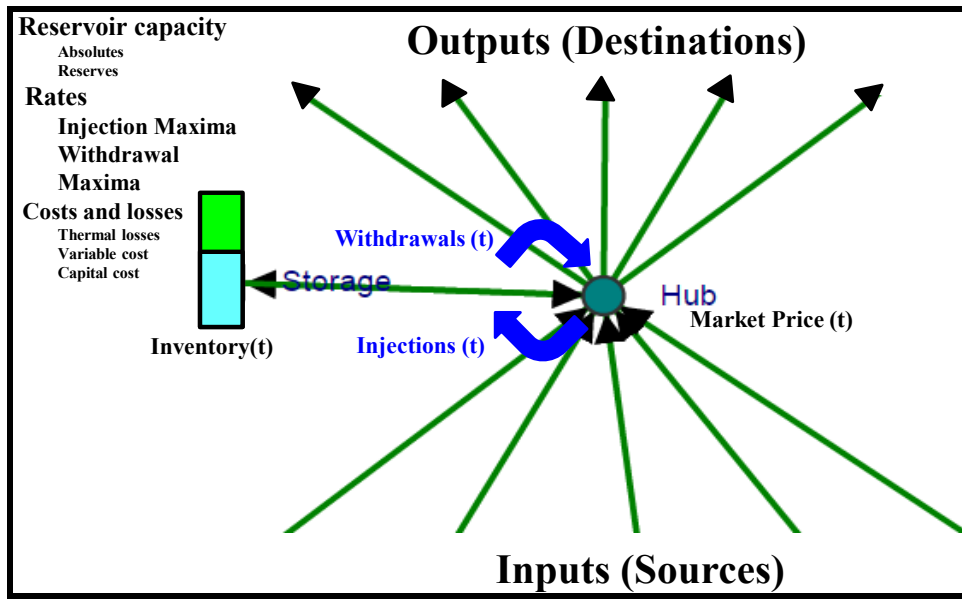 Reservoir capacity
Absolutes
Reserves
Rates
Injection Maxima
Withdrawal
Maxima
Costs and losses
Thermal losses
Variable cost
Capital cost
Outputs (Destinations)
Withdrawals (t)
Storage
Hub
Market Price (t)
Inventory(t)
Injections (t)
Inputs (Sources)